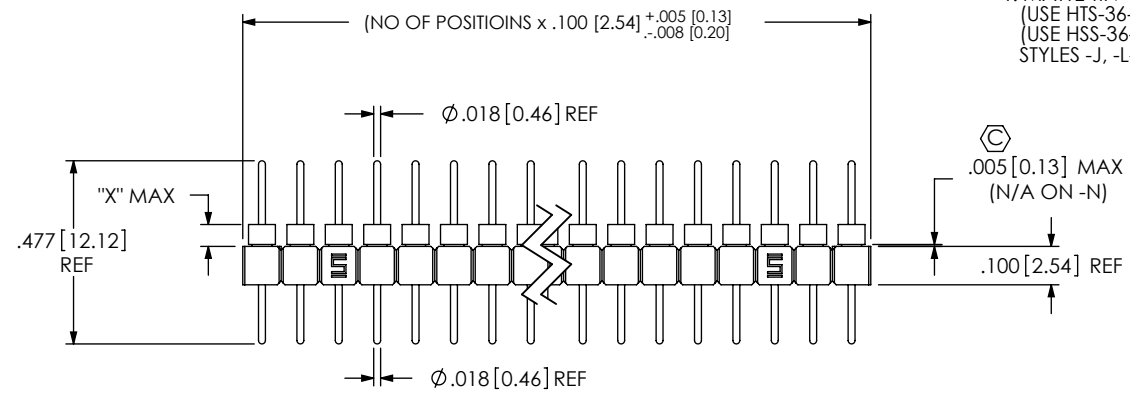 (NO OF POSITIOINS x .100 [2.54] +.005 [0.13]
.-.008 [0.20]
(USE HTS-36-
(USE HSS-36-
STYLES -J, -L
Ø.018[0.46] REF
C
.005[0.13] MAX
(N/A ON -N)
"X" MAX
.477[12.12]
REF
.100[2.54] REF
Ø.018[0.46] REF